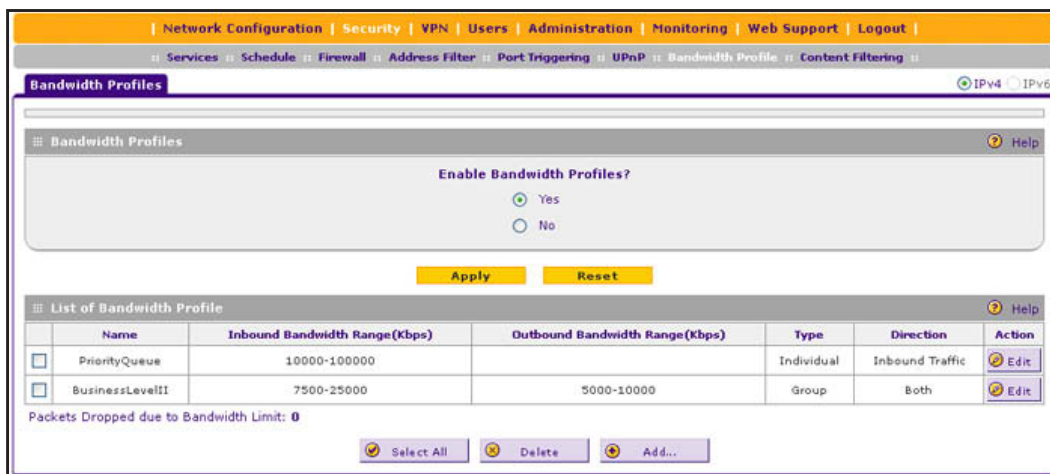 | Network Configuration | Security | VPN | Users | Administration | Monitoring | Web Support | Logout |
:: Services :: Schedule :: Firewall :: Address Filter :: Port Triggering :: UPnP :: Bandwidth Profile :: Content Filtering ::
Bandwidth Profiles IPv4 IPv6
Bandwidth Profiles Help
Enable Bandwidth Profiles?
Yes
No
Apply Reset
List of Bandwidth Profile Help
Name Inbound Bandwidth Range(Kbps) Outbound Bandwidth Range(Kbps) Type Direction Action
PriorityQueue 10000-100000 Individual Inbound Traffic Edit
BusinessLevelII 7500-25000 5000-10000 Group Both Edit
Packets Dropped due to Bandwidth Limit: 0
Select All Delete Add...